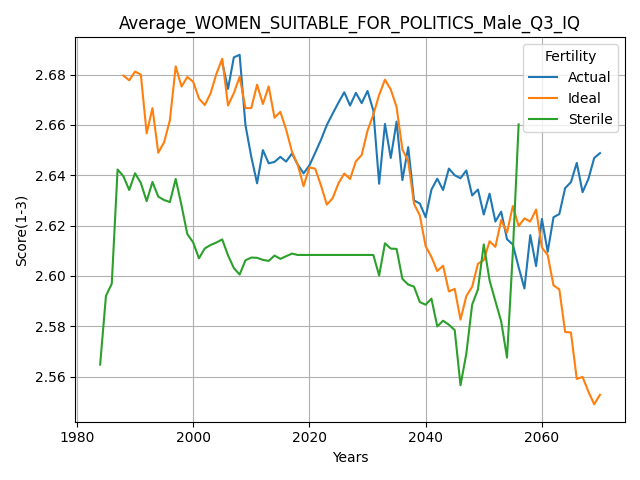 Average_WOMEN_SUITABLE_FOR_POLITICS_Male_Q3_IQ
Fertility
Actual
Ideal
Sterile
Score(1-3)
2.68
2.66
2.64
2.62
2.60
2.58
2.56
1980 2000 2020 2040 2060
Years